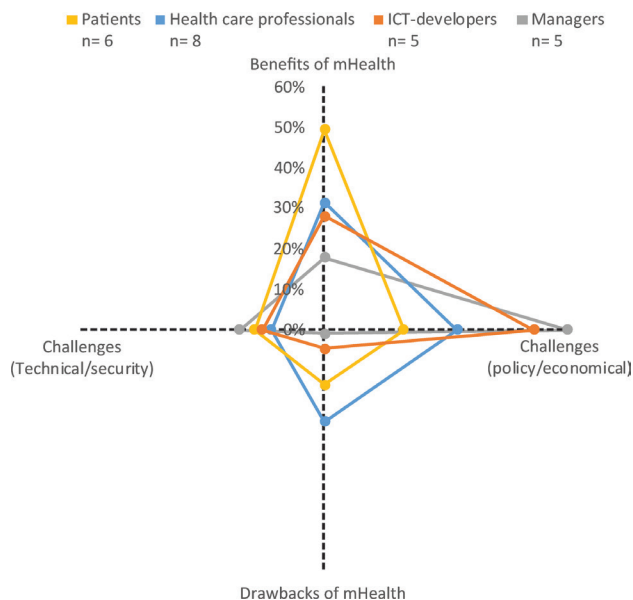 Patients Health care professionals ICT-developers Managers
n= 6 n= 8 n= 5 n= 5
Benefits of mHealth
60%
50%
40%
30%
20%
10%
0%
Challenges
(Technical/security)
Challenges
(policy/economical)
Drawbacks of mHealth